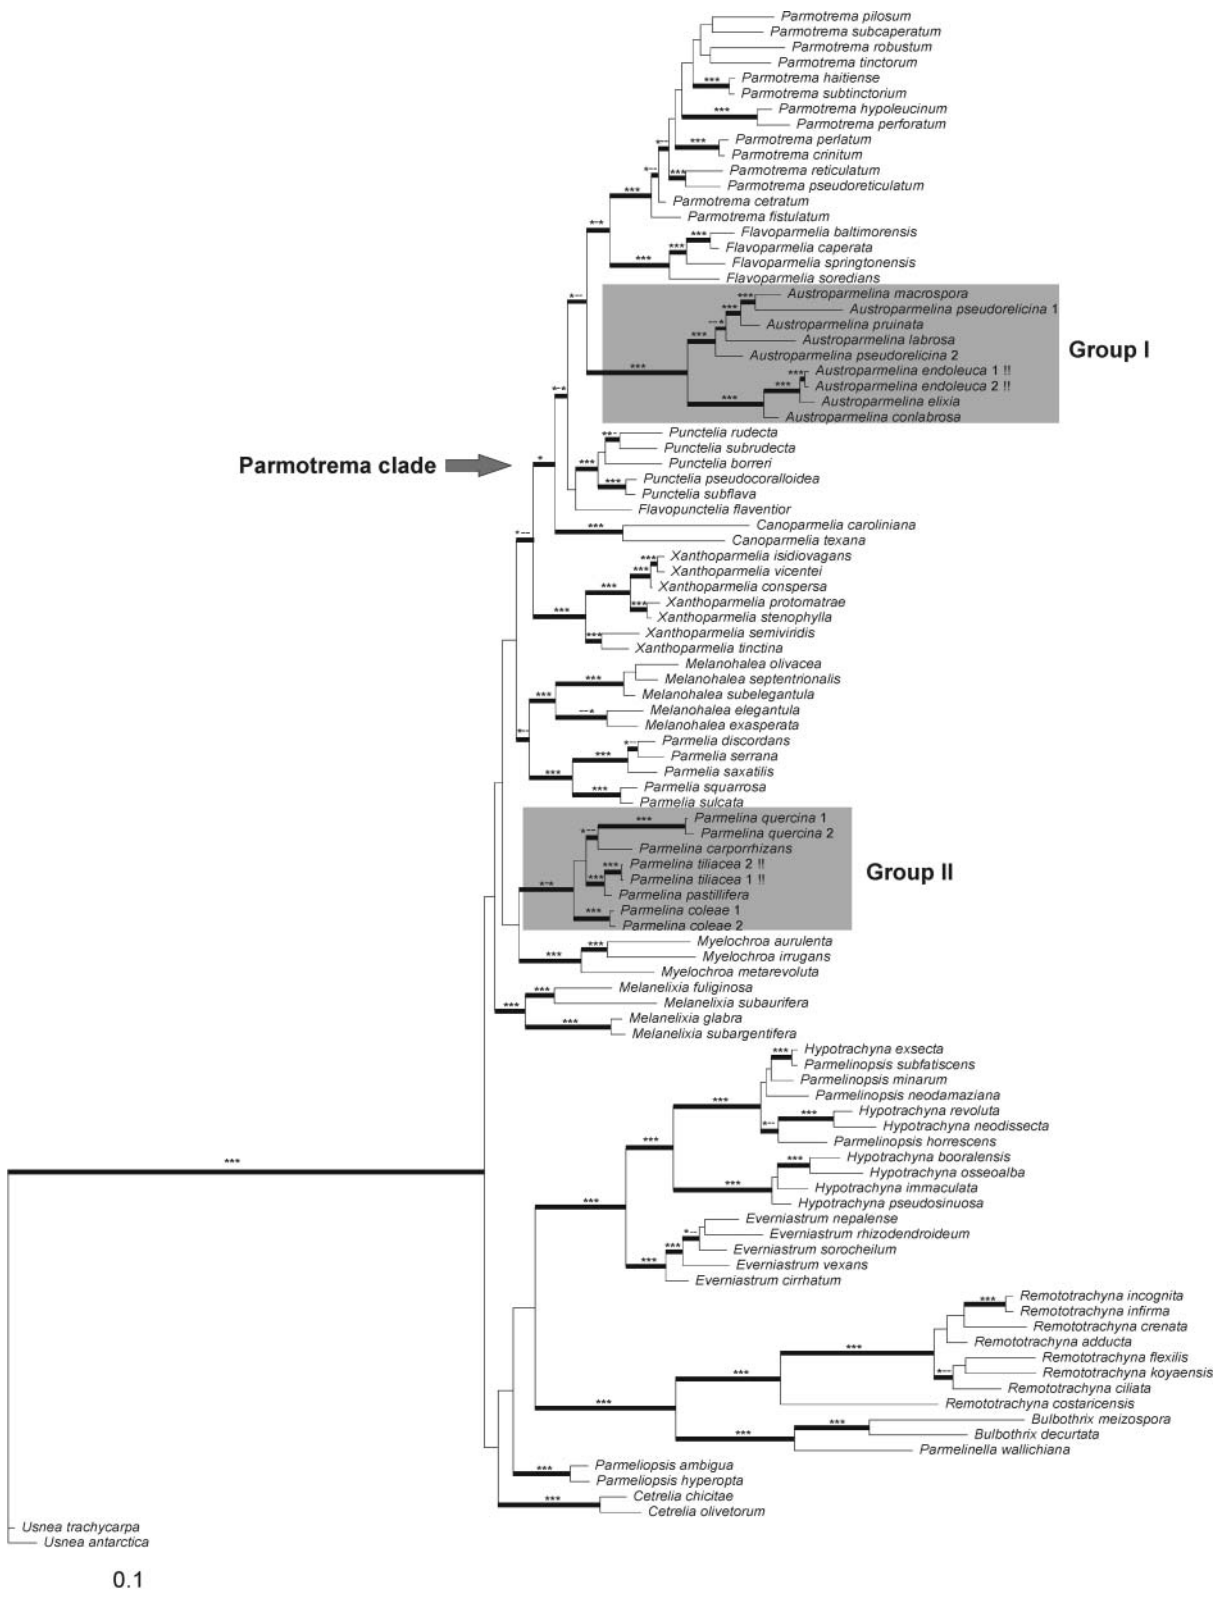 Parmotrema pilosum
Parmotrema subcaperatum
Parmotrema robustum
Parmotrema tinctorum
*** Parmotrema haitiense
Parmotrema subtinctorium
*** Parmotrema hypoleucinum
Parmotrema perforatum
*-- *** Parmotrema perlatum
Parmotrema crinitum
*-- *** Parmotrema reticulatum
*** Parmotrema pseudoreticulatum
Parmotrema cetratum
Parmotrema fistulatum
*-* *** Flavoparmelia baltimorensis
*** *** Flavoparmelia caperata
Flavoparmelia springtonensis
Flavoparmelia soredians
*-- *** Austroparmelina macrospora
*** Austroparmelina pseudorelicina 1
--* Austroparmelina pruinata
*** Austroparmelina labrosa
Group I
Austroparmelina pseudorelicina 2
*** *** Austroparmelina endoleuca 1 !!
*-* *** Austroparmelina endoleuca 2 !!
*** Austroparmelina elixia
Austroparmelina conlabrosa
**- Punctelia rudecta
Punctelia subrudecta
Parmotrema clade
* *** Punctelia borreri
*** Punctelia pseudocoralloidea
Punctelia subflava
Flavopunctelia flaventior
*-- *** Canoparmelia caroliniana
Canoparmelia texana
*** Xanthoparmelia isidiovagans
*** Xanthoparmelia vicentei
*** Xanthoparmelia conspersa
*** Xanthoparmelia protomatrae
*** Xanthoparmelia stenophylla
*** Xanthoparmelia semiviridis
Xanthoparmelia tinctina
Melanohalea olivacea
*** Melanohalea septentrionalis
*** Melanohalea subelegantula
--* Melanohalea elegantula
Melanohalea exasperata
*-- *-- Parmelia discordans
*** Parmelia serrana
*** Parmelia saxatilis
*** Parmelia squarrosa
Parmelia sulcata
*** Parmelina quercina 1
*-- Parmelina quercina 2
Parmelina carporrhizans
*** Parmelina tiliacea 2 !!
Group II
*-* *** Parmelina tiliacea 1 !!
Parmelina pastillifera
*** Parmelina coleae 1
Parmelina coleae 2
*** Myelochroa aurulenta
*** Myelochroa irrugans
Myelochroa metarevoluta
*** Melanelixia fuliginosa
*** Melanelixia subaurifera
*** Melanelixia glabra
Melanelixia subargentifera
*** Hypotrachyna exsecta
Parmelinopsis subfatiscens
Parmelinopsis minarum
*** Parmelinopsis neodamaziana
*** Hypotrachyna revoluta
*-- Hypotrachyna neodissecta
*** Parmelinopsis horrescens
*** *** Hypotrachyna booralensis
Hypotrachyna osseoalba
*** Hypotrachyna immaculata
*** Hypotrachyna pseudosinuosa
Everniastrum nepalense
*-- Everniastrum rhizodendroideum
*** Everniastrum sorocheilum
*** Everniastrum vexans
Everniastrum cirrhatum
*** Remototrachyna incognita
Remototrachyna infirma
Remototrachyna crenata
*** Remototrachyna adducta
Remototrachyna flexilis
*** *-- Remototrachyna koyaensis
Remototrachyna ciliata
*** Remototrachyna costaricensis
*** Bulbothrix meizospora
*** Bulbothrix decurtata
Parmelinella wallichiana
*** Parmeliopsis ambigua
Parmeliopsis hyperopta
*** Cetrelia chicitae
Cetrelia olivetorum
Usnea trachycarpa
Usnea antarctica
0.1